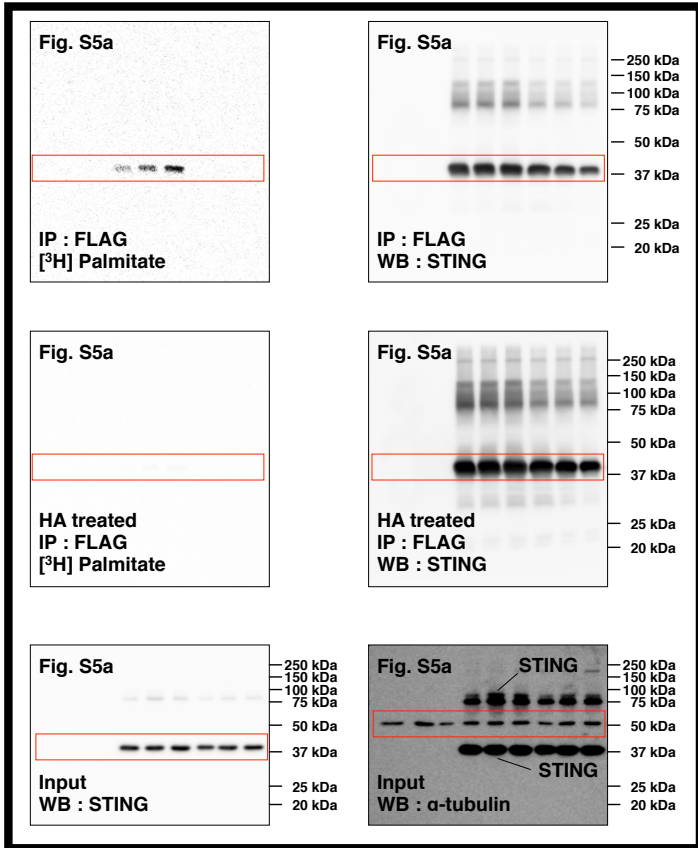 Fig. S5a
IP : FLAG
[³H] Palmitate
Fig. S5a
250 kDa
150 kDa
100 kDa
75 kDa
50 kDa
37 kDa
25 kDa
20 kDa
IP : FLAG
WB : STING
Fig. S5a
HA treated
IP : FLAG
[³H] Palmitate
Fig. S5a
250 kDa
150 kDa
100 kDa
75 kDa
50 kDa
37 kDa
25 kDa
20 kDa
HA treated
IP : FLAG
WB : STING
Fig. S5a
250 kDa
150 kDa
100 kDa
75 kDa
50 kDa
37 kDa
25 kDa
20 kDa
Input
WB : STING
Fig. S5a
STING
250 kDa
150 kDa
100 kDa
75 kDa
50 kDa
37 kDa
25 kDa
20 kDa
STING
Input
WB : α-tubulin